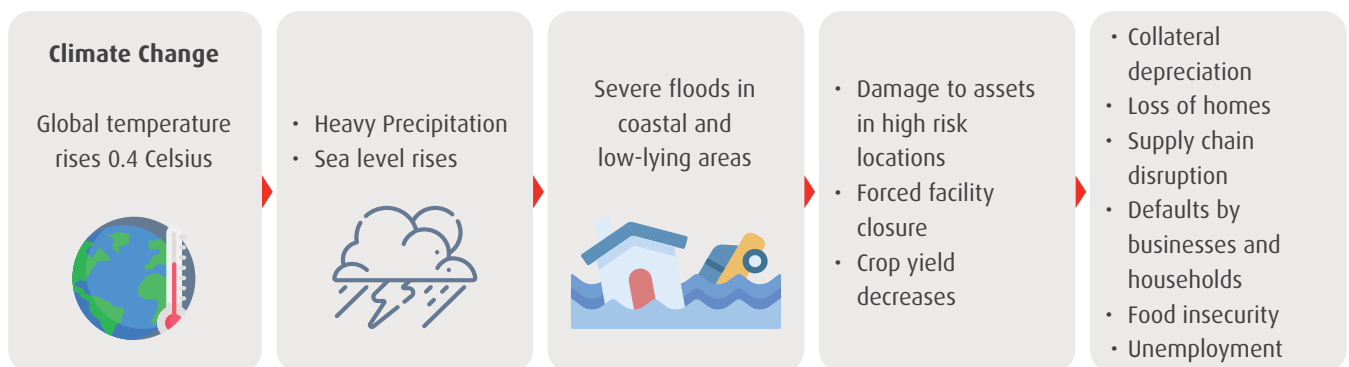 Climate Change
Global temperature
rises 0.4 Celsius
• Heavy Precipitation
• Sea level rises
Severe floods in
coastal and
low-lying areas
• Damage to assets
in high risk
locations
• Forced facility
closure
• Crop yield
decreases
• Collateral
depreciation
• Loss of homes
• Supply chain
disruption
• Defaults by
businesses and
households
• Food insecurity
• Unemployment